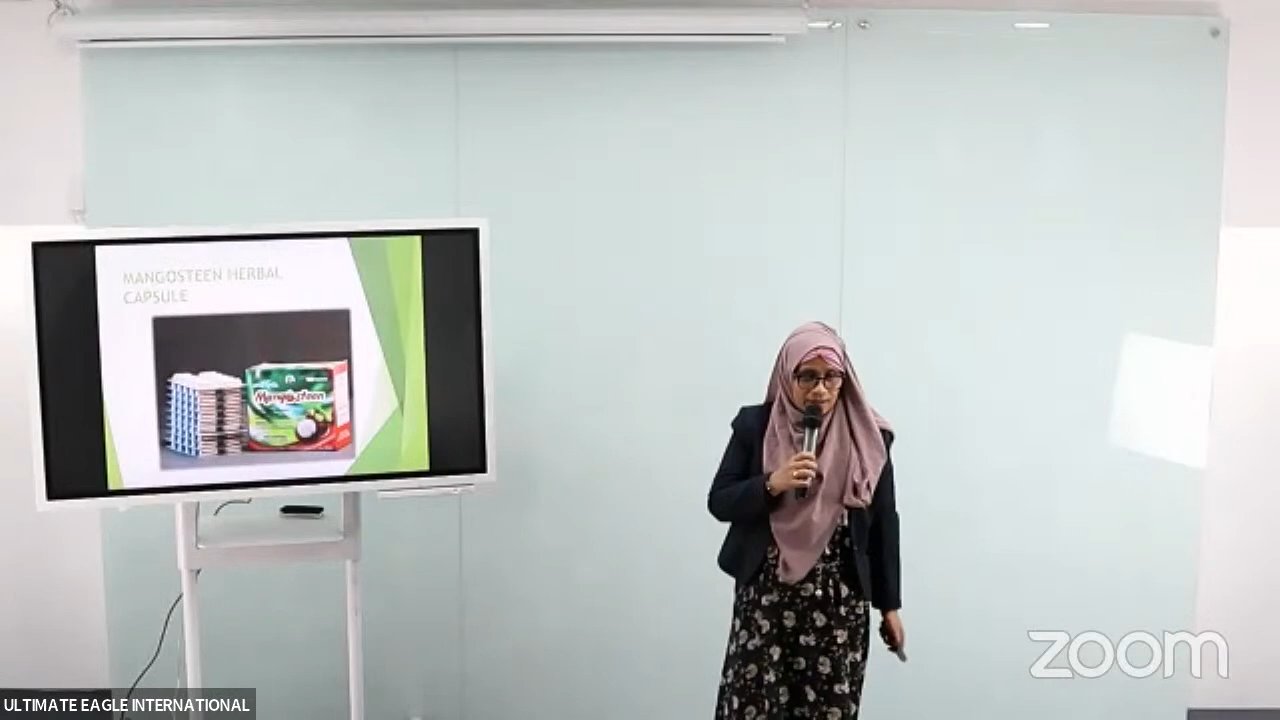 MANGOSTEEN HERBAL
CAPSULE
Mangosteen
zoom
ULTIMATE EAGLE INTERNATIONAL